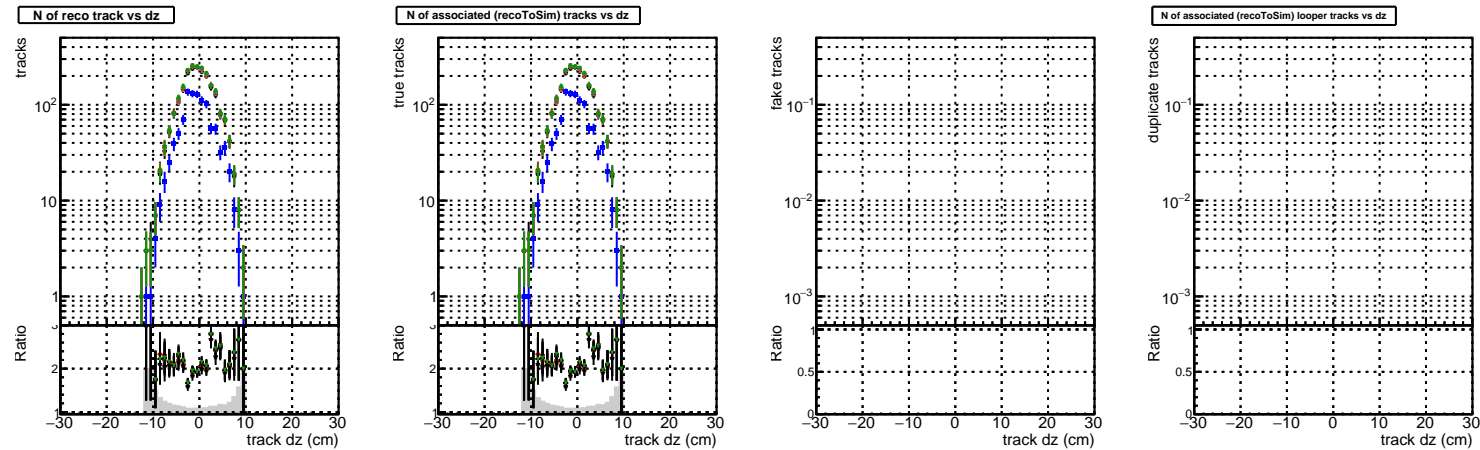 N of reco track vs dz
tracks
10²
10
1
Ratio
2
1
−30 −20 −10 0 10 20 30
track dz (cm)
N of associated (recoToSim) tracks vs dz
true tracks
10²
10
1
Ratio
2
1
−30 −20 −10 0 10 20 30
track dz (cm)
fake tracks
10⁻¹
10⁻²
10⁻³
Ratio
1
0.5
0
−30 −20 −10 0 10 20 30
track dz (cm)
N of associated (recoToSim) looper tracks vs dz
duplicate tracks
10⁻¹
10⁻²
10⁻³
Ratio
1
0.5
0
−30 −20 −10 0 10 20 30
track dz (cm)